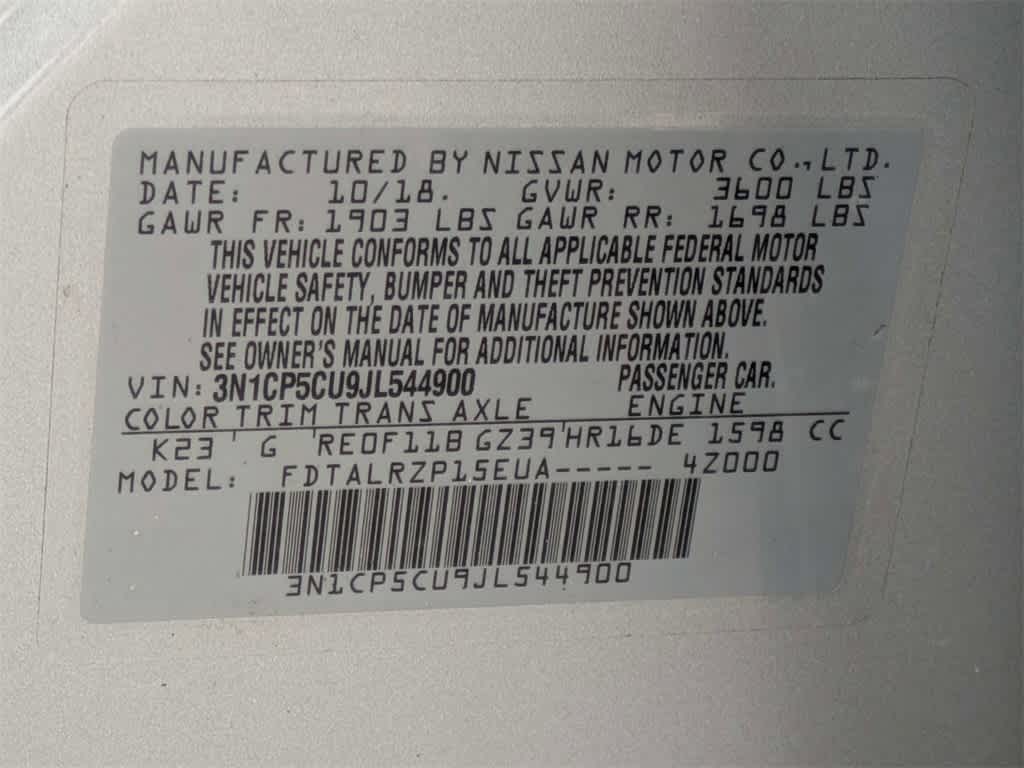 MANUFACTURED BY NISSAN MOTOR CO.,LTD.
DATE: 10/18. GVWR: 3600 LBS
GAWR FR: 1903 LBS GAWR RR: 1698 LBS
THIS VEHICLE CONFORMS TO ALL APPLICABLE FEDERAL MOTOR
VEHICLE SAFETY, BUMPER AND THEFT PREVENTION STANDARDS
IN EFFECT ON THE DATE OF MANUFACTURE SHOWN ABOVE.
SEE OWNER'S MANUAL FOR ADDITIONAL INFORMATION.
VIN: 3N1CP5CU9JL544900 PASSENGER CAR.
COLOR TRIM TRANS AXLE ENGINE
K23 ' G 'RE0F11B GZ39'HR16DE 1598 CC
MODEL: FDTALRZP15EUA----- 4Z000
3N1CP5CU9JL544900